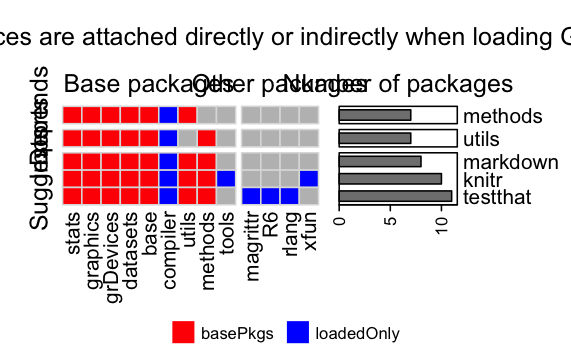 ces are attached directly or indirectly when loading G
Base packages Other packages Number of packages
Depends
Imports
Suggests
methods
utils
markdown
knitr
testthat
stats graphics grDevices datasets base compiler utils methods tools magrittr R6 rlang xfun
0 5 10
basePkgs loadedOnly